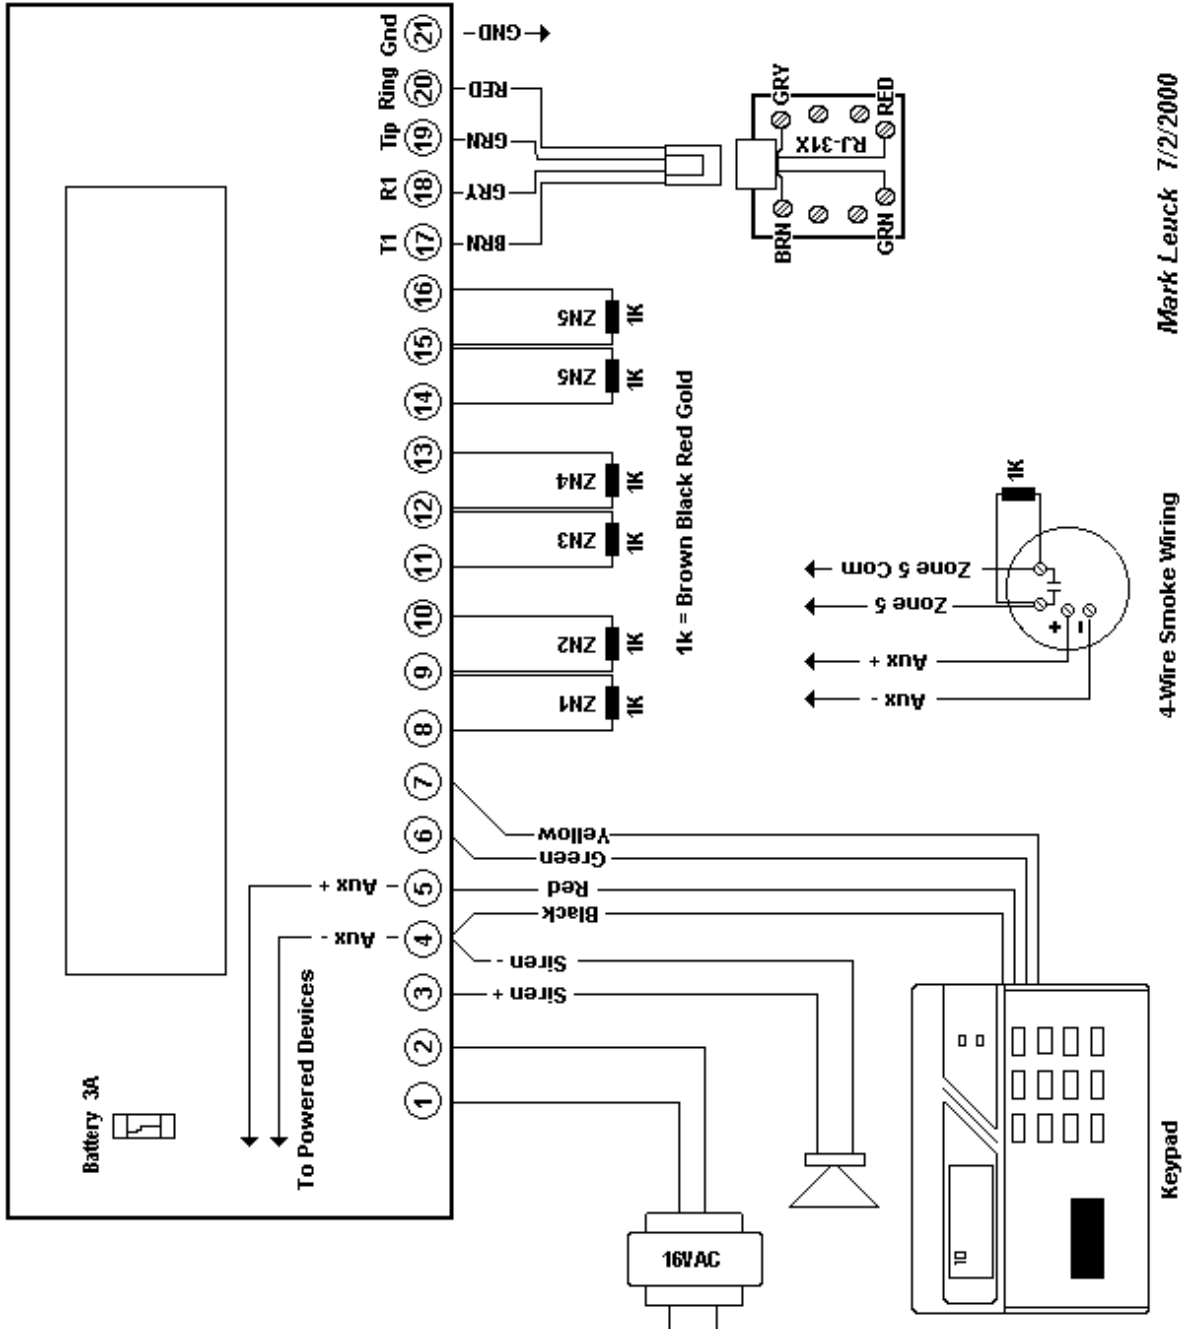 Gnd 21 GND
Ring 20 RED
Tip 19 GRN
R1 18 GRY
T1 17 BRN
GRY
RED
RJ-31X
BRN
GRN
Mark Leuck 7/2/2000
16
15
14
ZN5
1K
ZN5
1K
13
12
11
ZN4
1K
ZN3
1K
10
9
8
ZN2
1K
ZN1
1K
1k = Brown Black Red Gold
1K
Zone 5 Com
Zone 5
Aux +
Aux -
+
-
4-Wire Smoke Wiring
7 Yellow
6 Green
Aux + 5 Red
Black
Aux - 4
Siren -
3 Siren +
2
1
To Powered Devices
Battery 3A
16VAC
10
Keypad